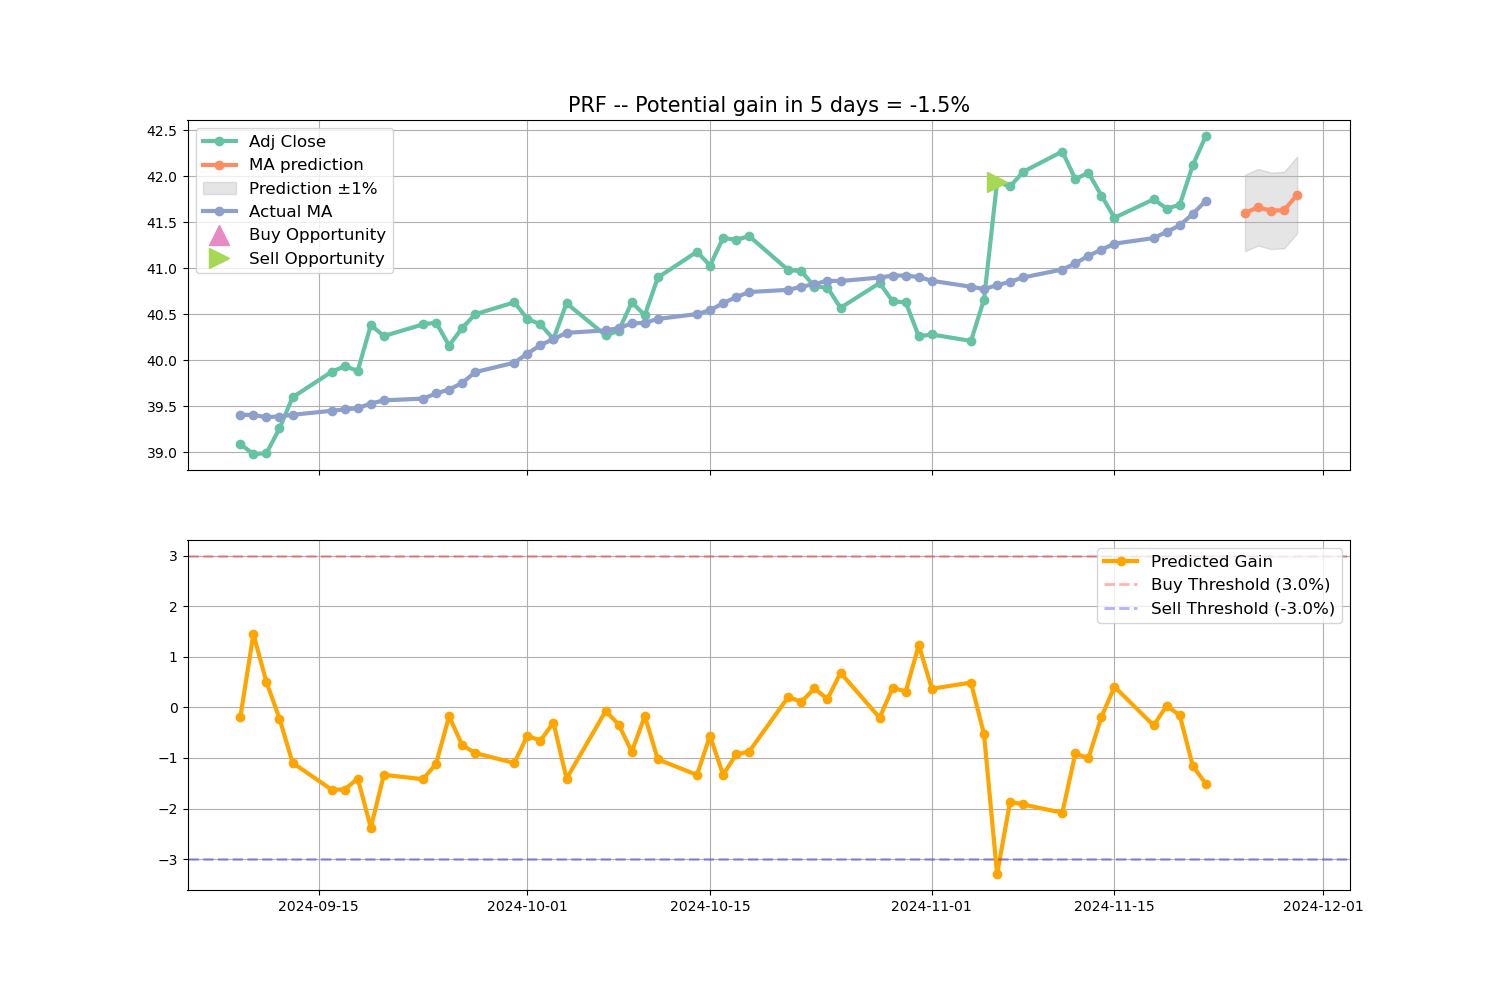 PRF -- Potential gain in 5 days = -1.5%
42.5
42.0
41.5
41.0
40.5
40.0
39.5
39.0
Adj Close
MA prediction
Prediction ±1%
Actual MA
Buy Opportunity
Sell Opportunity
3
2
1
0
−1
−2
−3
Predicted Gain
Buy Threshold (3.0%)
Sell Threshold (-3.0%)
2024-09-15
2024-10-01
2024-10-15
2024-11-01
2024-11-15
2024-12-01